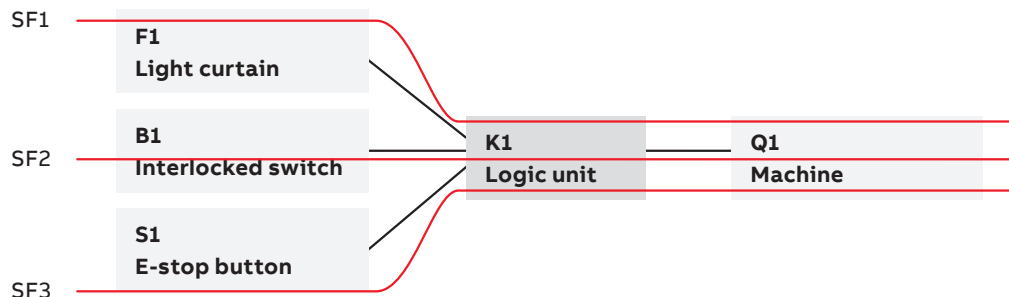 SF1
F1
Light curtain
B1
SF2
Interlocked switch
K1
Logic unit
Q1
Machine
S1
E-stop button
SF3